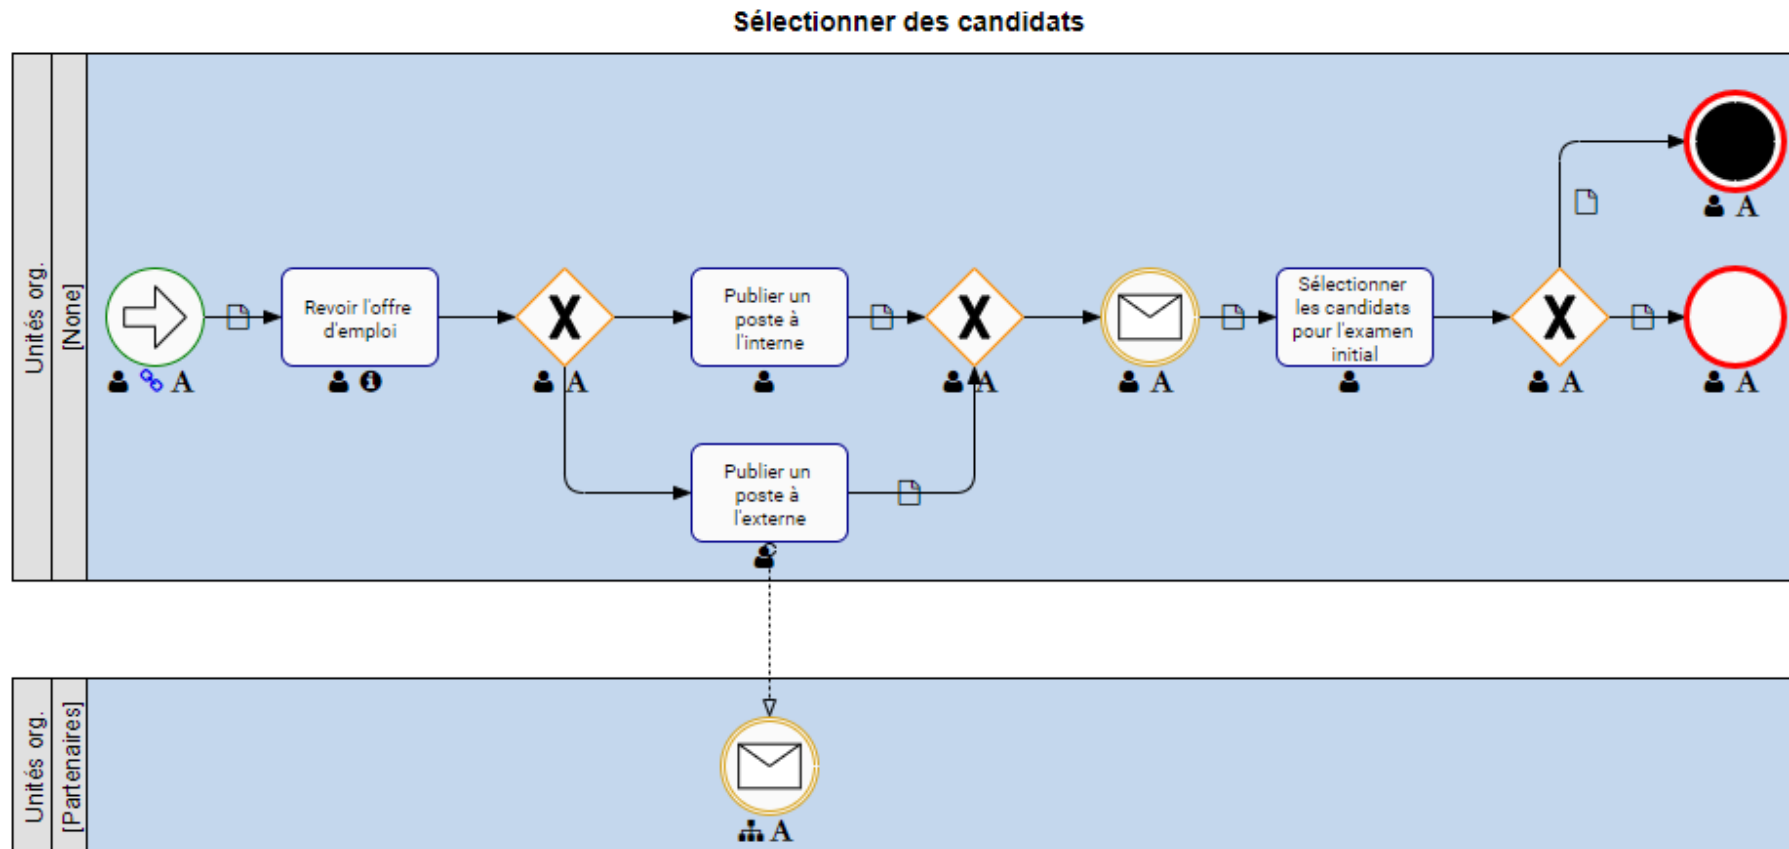 Sélectionner des candidats
Unités org.
[None]
Revoir l'offre
d'emploi
X
Publier un
poste à
l'interne
X
Sélectionner
les candidats
pour l'examen
initial
X
A
A
A
A
A
A
A
Publier un
poste à
l'externe
Unités org.
[Partenaires]
A